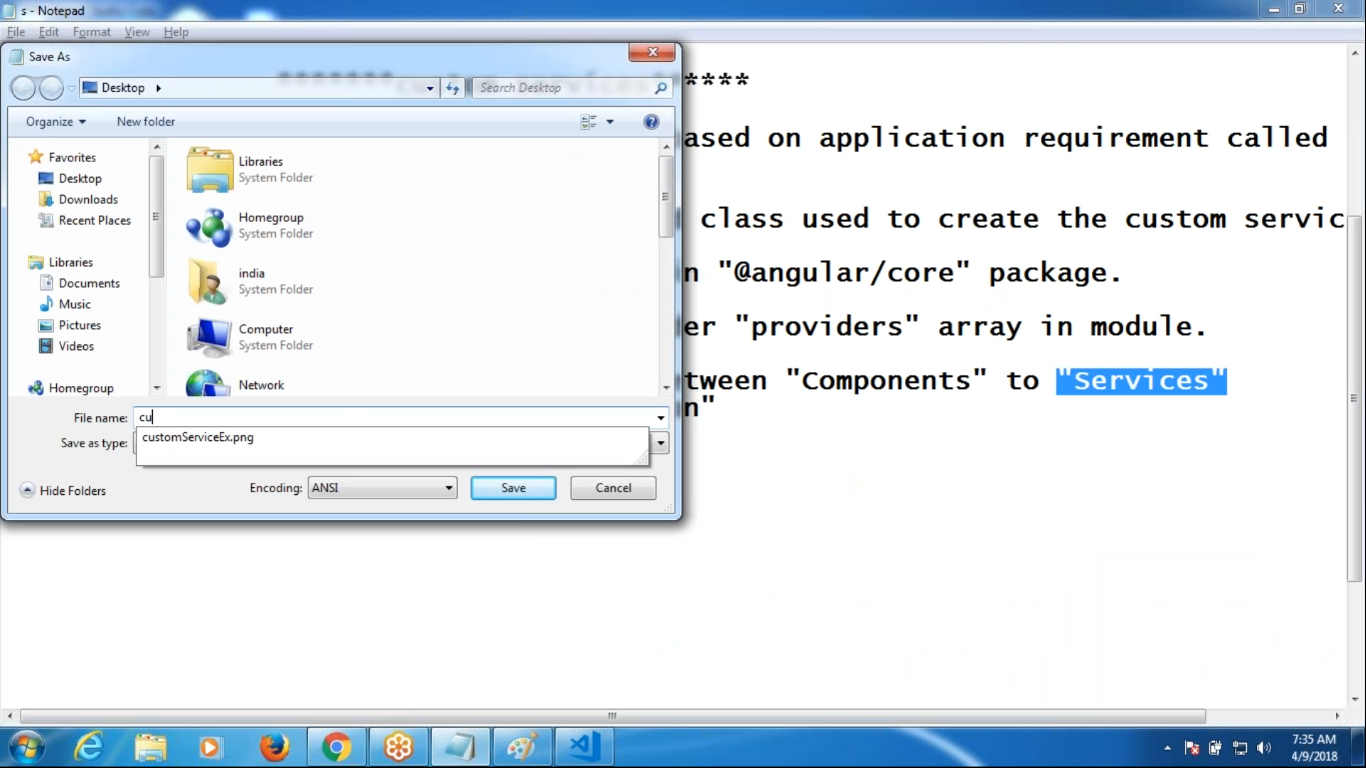 s - Notepad
File Edit Format View Help
Save As
Desktop
Search Desktop
Organize New folder
Favorites
Desktop
Downloads
Recent Places
Libraries
Documents
Music
Pictures
Videos
Homegroup
Libraries
System Folder
Homegroup
System Folder
india
System Folder
Computer
System Folder
Network
File name: cu
customServiceEx.png
Save as type:
Hide Folders
Encoding: ANSI
Save
Cancel
*****
ased on application requirement called
class used to create the custom servic
n "@angular/core" package.
er "providers" array in module.
tween "Components" to "Services"
n"
7:35 AM
4/9/2018